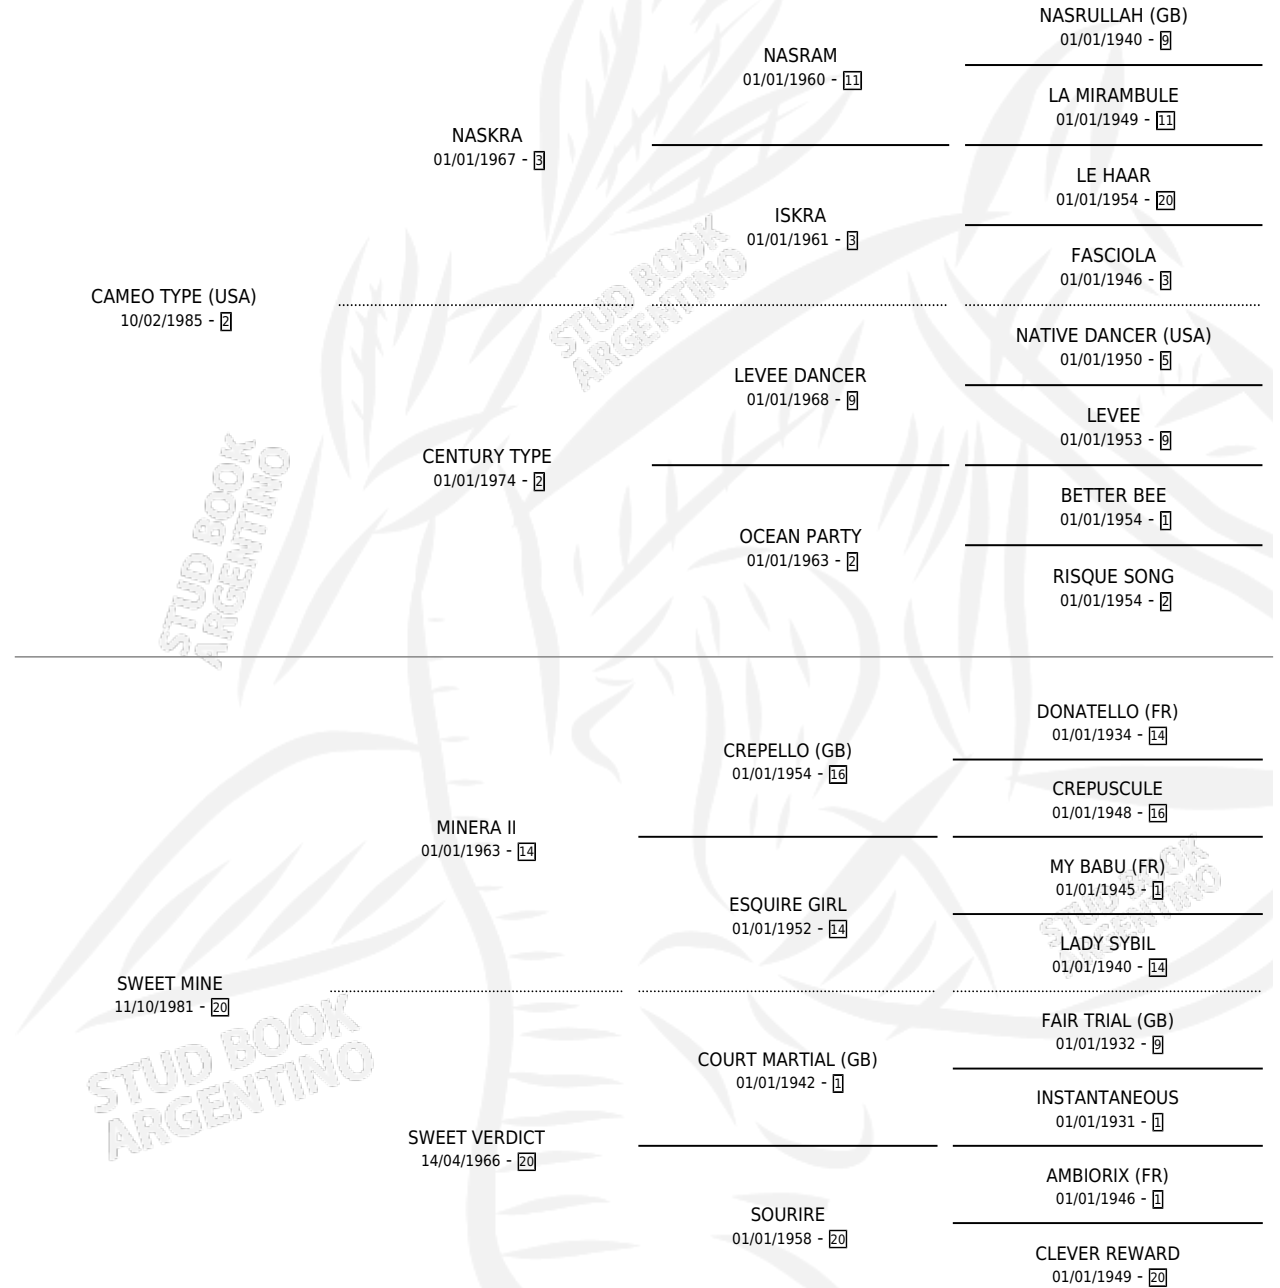 NASRULLAH (GB)
01/01/1940 - 9
NASRAM
01/01/1960 - 11
LA MIRAMBULE
01/01/1949 - 11
NASKRA
01/01/1967 - 3
LE HAAR
01/01/1954 - 20
ISKRA
01/01/1961 - 3
FASCIOLA
01/01/1946 - 3
CAMEO TYPE (USA)
10/02/1985 - 2
NATIVE DANCER (USA)
01/01/1950 - 5
LEVEE DANCER
01/01/1968 - 9
LEVEE
01/01/1953 - 9
CENTURY TYPE
01/01/1974 - 2
BETTER BEE
01/01/1954 - 1
OCEAN PARTY
01/01/1963 - 2
RISQUE SONG
01/01/1954 - 2
STUD BOOK
ARGENTINO
STUD BOOK
ARGENTINO
DONATELLO (FR)
01/01/1934 - 14
CREPELLO (GB)
01/01/1954 - 16
CREPUSCULE
01/01/1948 - 16
MINERA II
01/01/1963 - 14
MY BABU (FR)
01/01/1945 - 1
ESQUIRE GIRL
01/01/1952 - 14
LADY SYBIL
01/01/1940 - 14
SWEET MINE
11/10/1981 - 20
FAIR TRIAL (GB)
01/01/1932 - 9
COURT MARTIAL (GB)
01/01/1942 - 1
INSTANTANEOUS
01/01/1931 - 1
SWEET VERDICT
14/04/1966 - 20
AMBIORIX (FR)
01/01/1946 - 1
SOURIRE
01/01/1958 - 20
CLEVER REWARD
01/01/1949 - 20
STUD BOOK
ARGENTINO
STUD BOOK
ARGENTINO